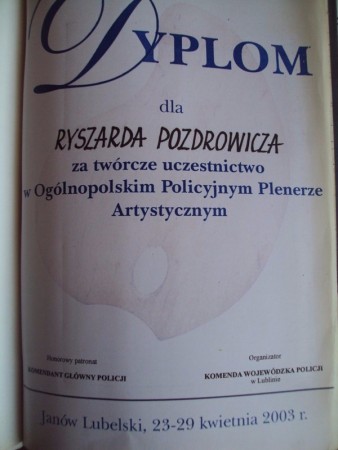 DYPLOM
dla
RYSZARDA POZDROWICZA
za twórcze uczestnictwo
w Ogólnopolskim Policyjnym Plenerze
Artystycznym
Honorowy patronat
KOMENDANT GŁÓWNY POLICJI
Organizator
KOMENDA WOJEWÓDZKA POLICJI
w Lublinie
Janów Lubelski, 23-29 kwietnia 2003 r.